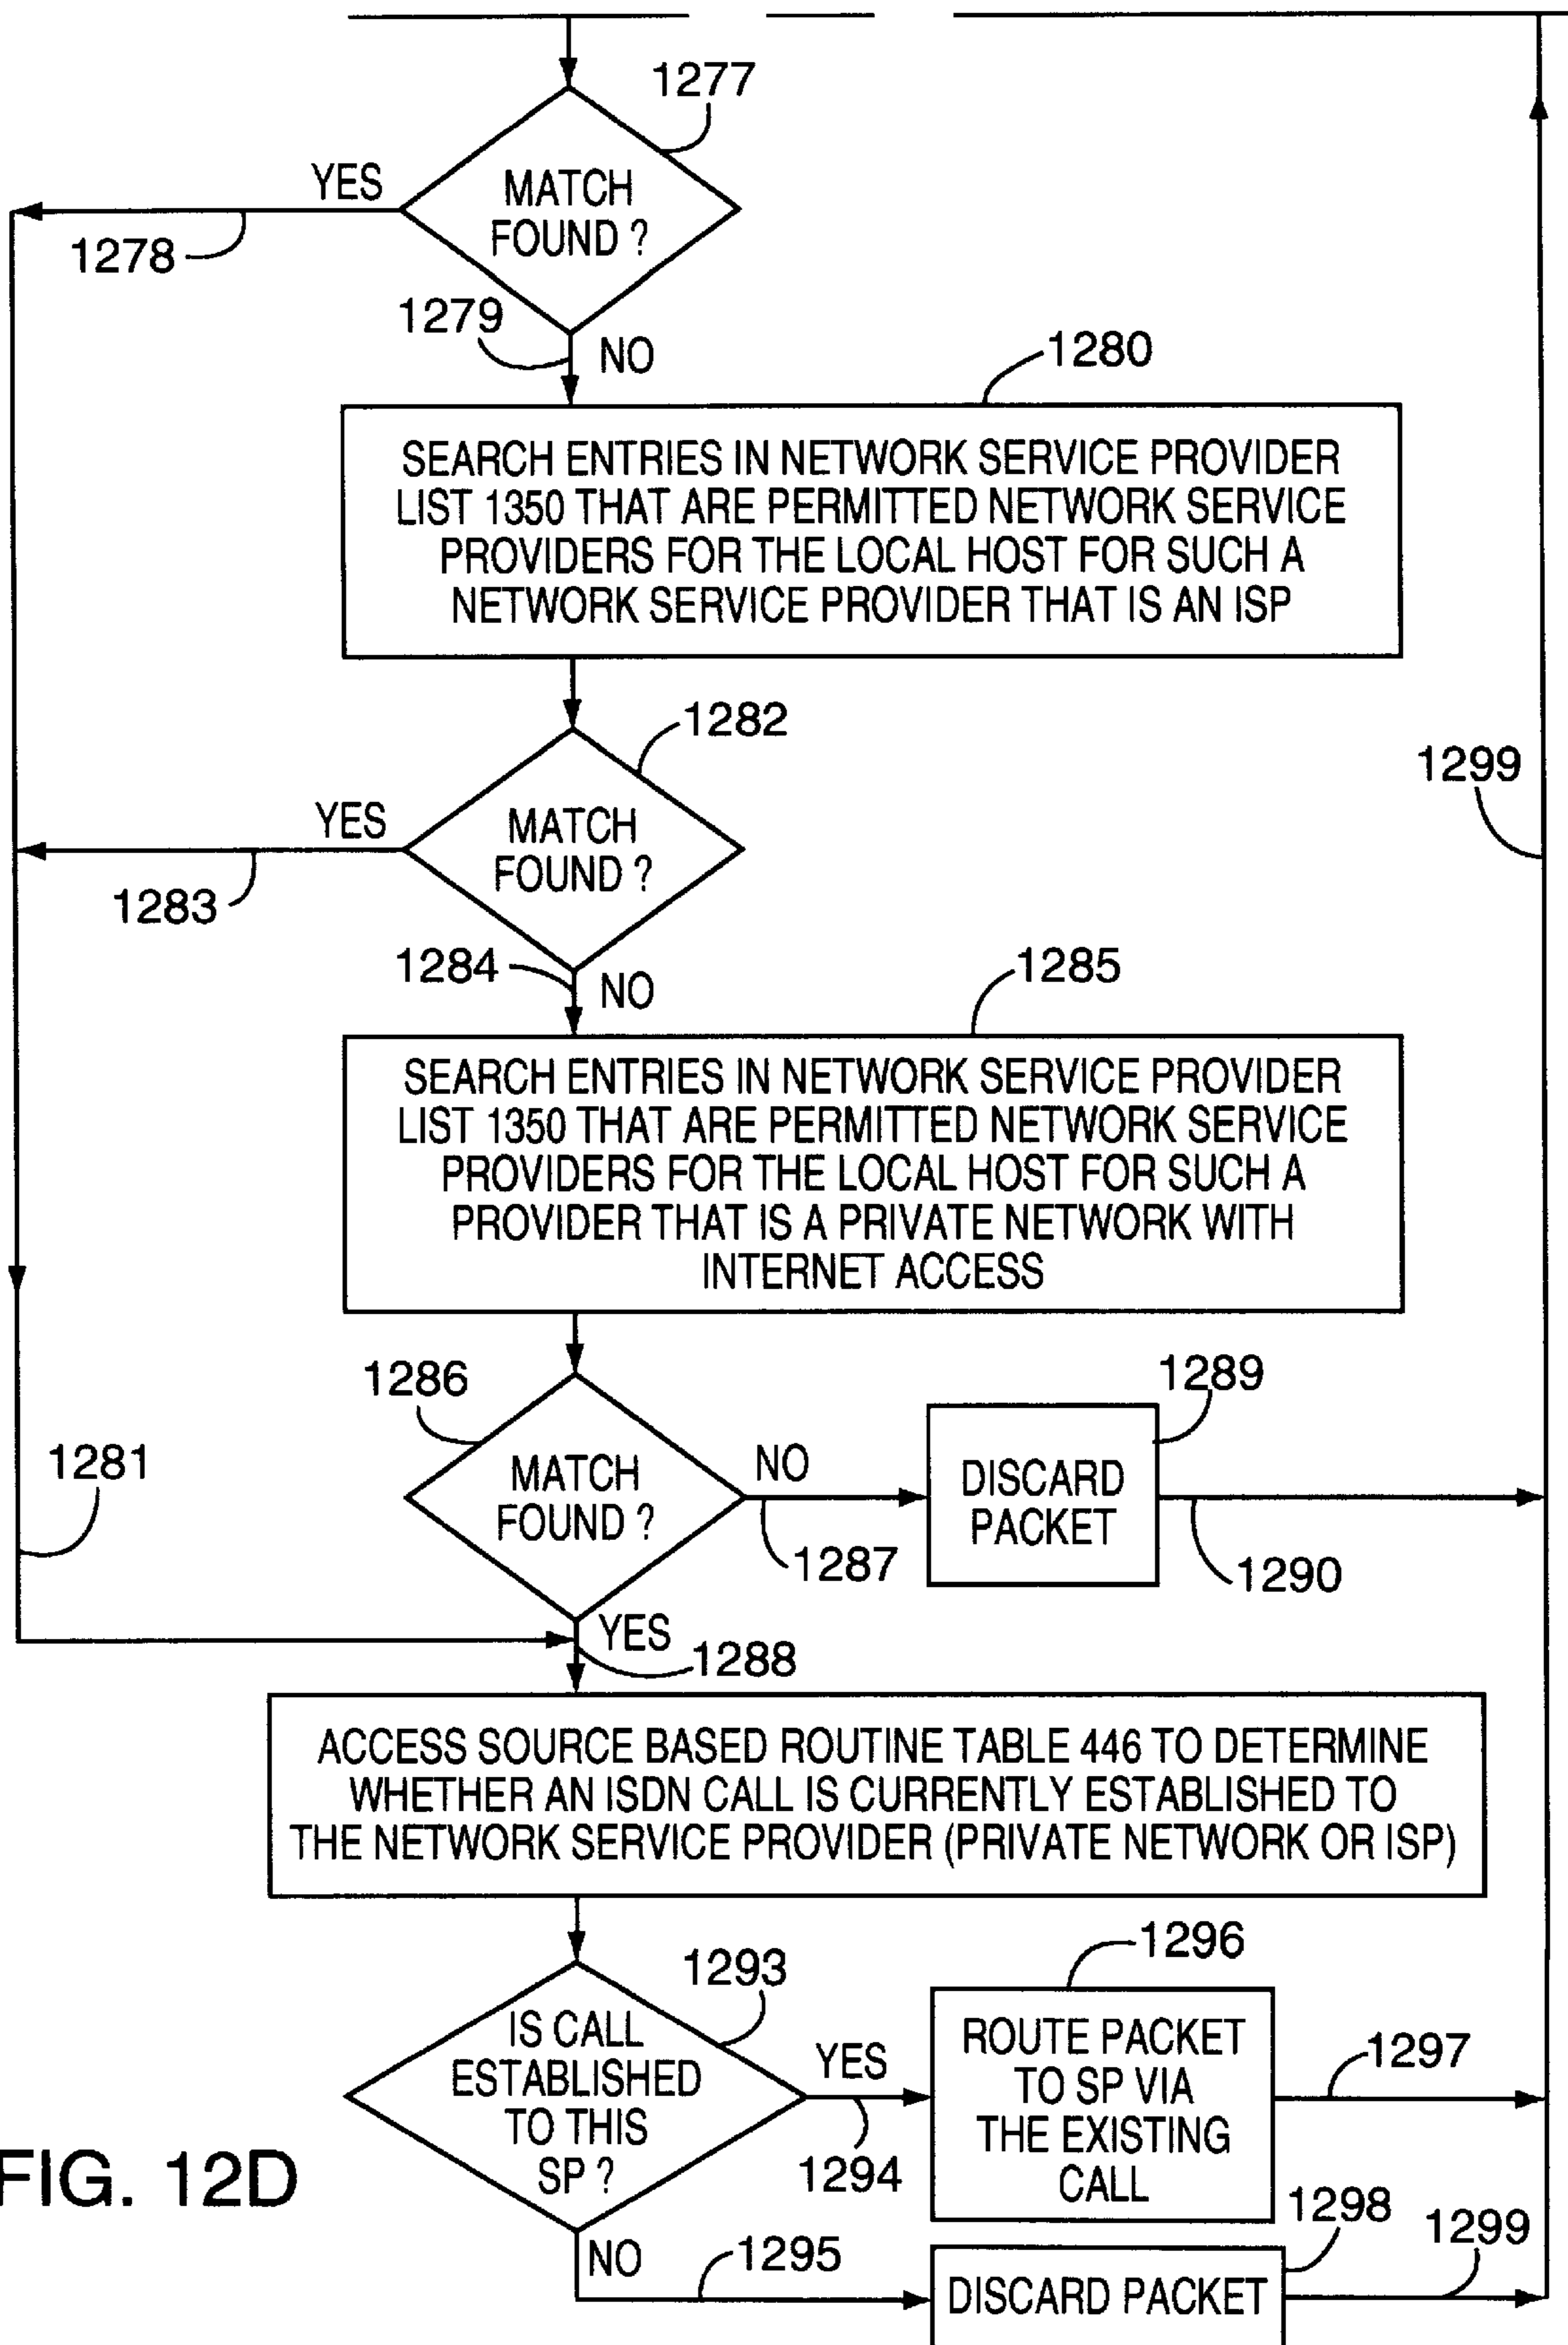 1277
YES
MATCH
FOUND ?
1278
1279
NO
1280
SEARCH ENTRIES IN NETWORK SERVICE PROVIDER
LIST 1350 THAT ARE PERMITTED NETWORK SERVICE
PROVIDERS FOR THE LOCAL HOST FOR SUCH A
NETWORK SERVICE PROVIDER THAT IS AN ISP
1282
1299
YES
MATCH
FOUND ?
1283
1284
NO
1285
SEARCH ENTRIES IN NETWORK SERVICE PROVIDER
LIST 1350 THAT ARE PERMITTED NETWORK SERVICE
PROVIDERS FOR THE LOCAL HOST FOR SUCH A
PROVIDER THAT IS A PRIVATE NETWORK WITH
INTERNET ACCESS
1286
1289
1281
MATCH
FOUND ?
NO
DISCARD
PACKET
1287
1290
YES
1288
ACCESS SOURCE BASED ROUTINE TABLE 446 TO DETERMINE
WHETHER AN ISDN CALL IS CURRENTLY ESTABLISHED TO
THE NETWORK SERVICE PROVIDER (PRIVATE NETWORK OR ISP)
1293
1296
IS CALL
ESTABLISHED
TO THIS
SP ?
YES
1294
ROUTE PACKET
TO SP VIA
THE EXISTING
CALL
1297
FIG. 12D
NO
1295
1298
1299
DISCARD PACKET